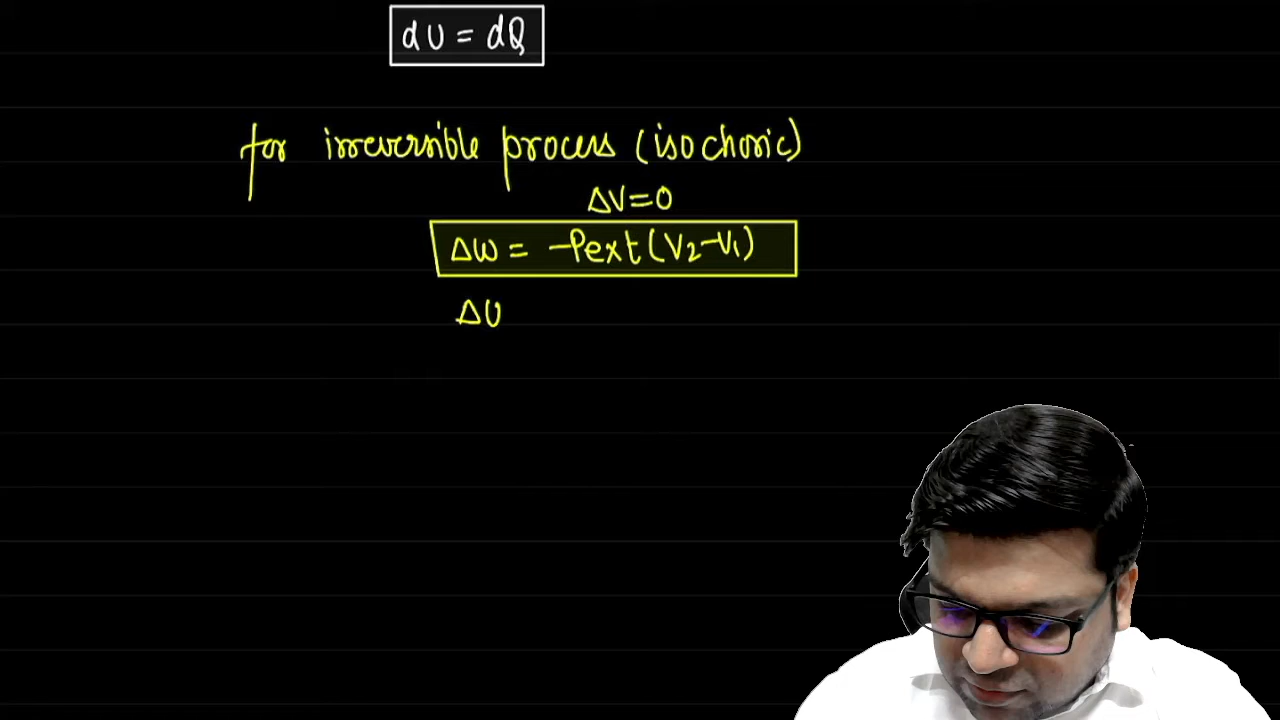 dU = dQ
for irreversible process (isochoric)
ΔV=0
ΔW = -Pext(V₂-V₁)
ΔU